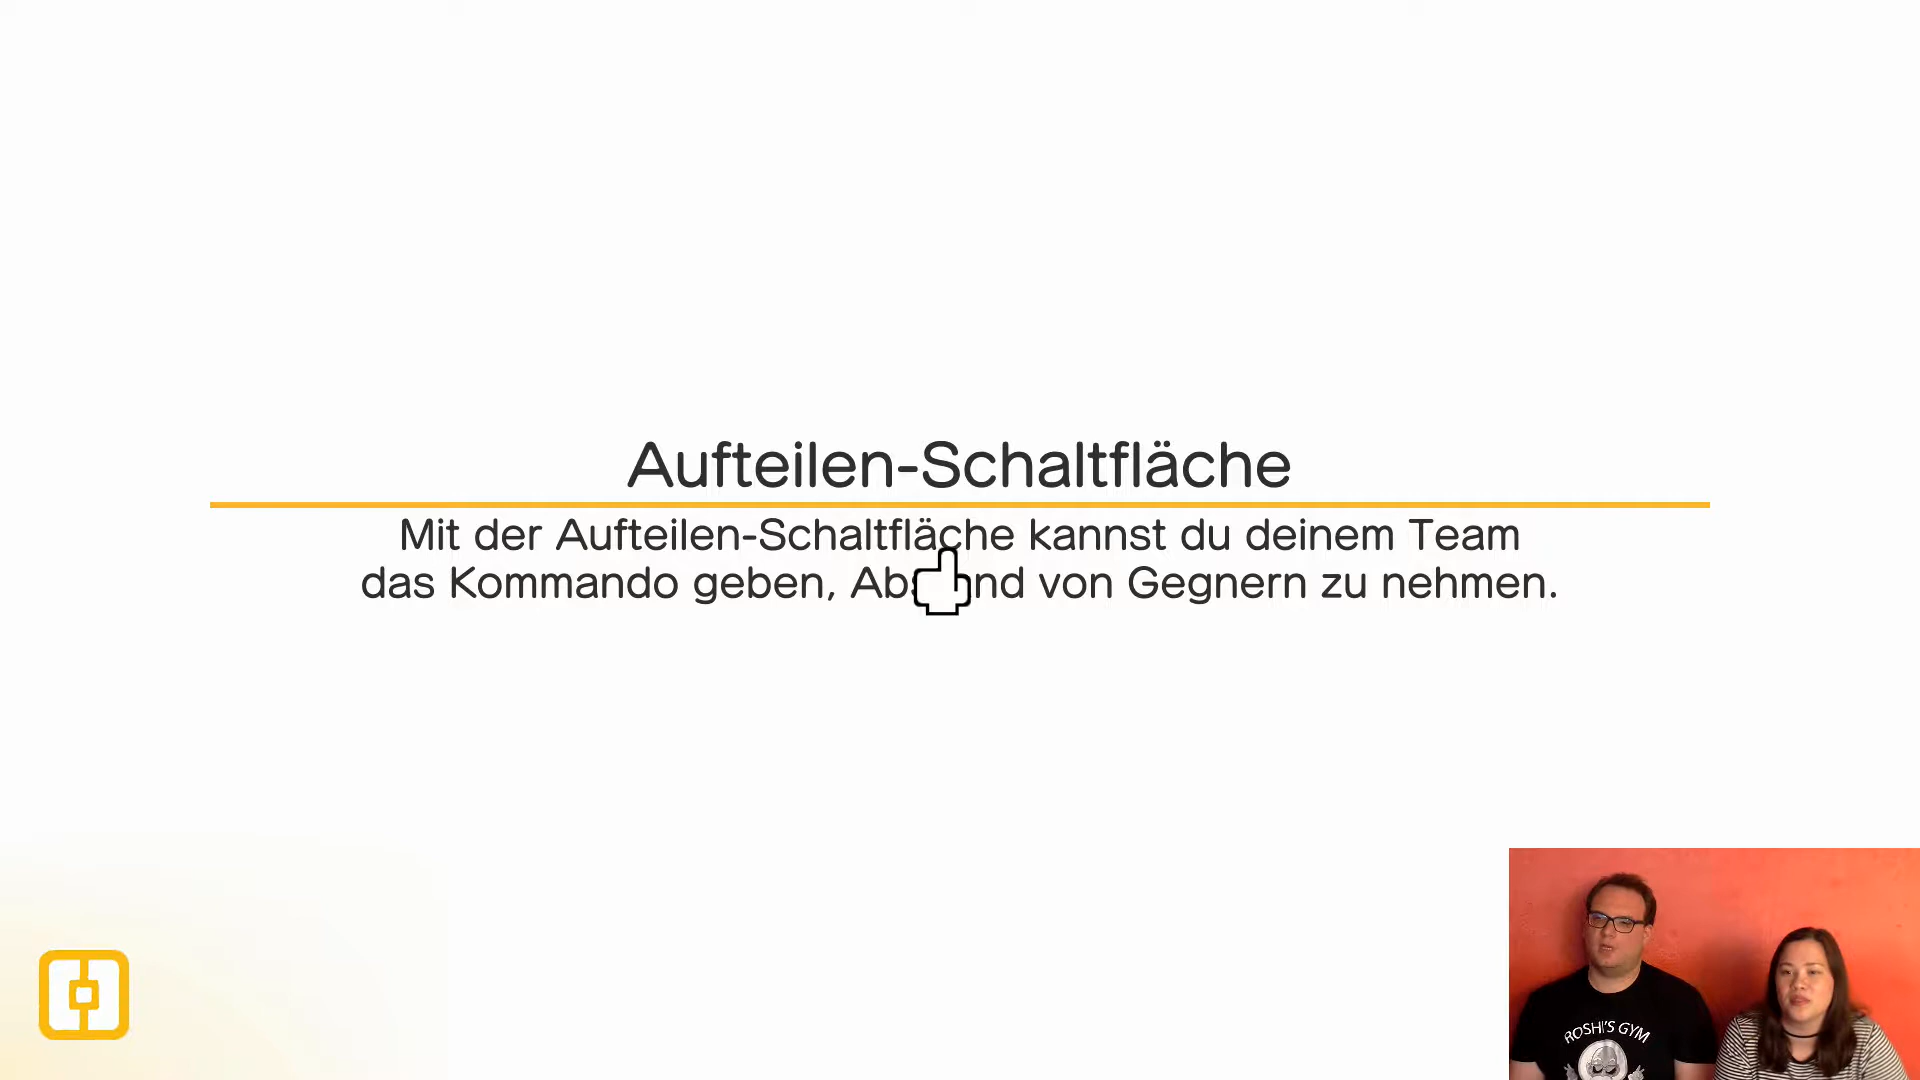 Aufteilen-Schaltfläche
Mit der Aufteilen-Schaltfläche kannst du deinem Team
das Kommando geben, Abstand von Gegnern zu nehmen.
ROSHI'S GYM